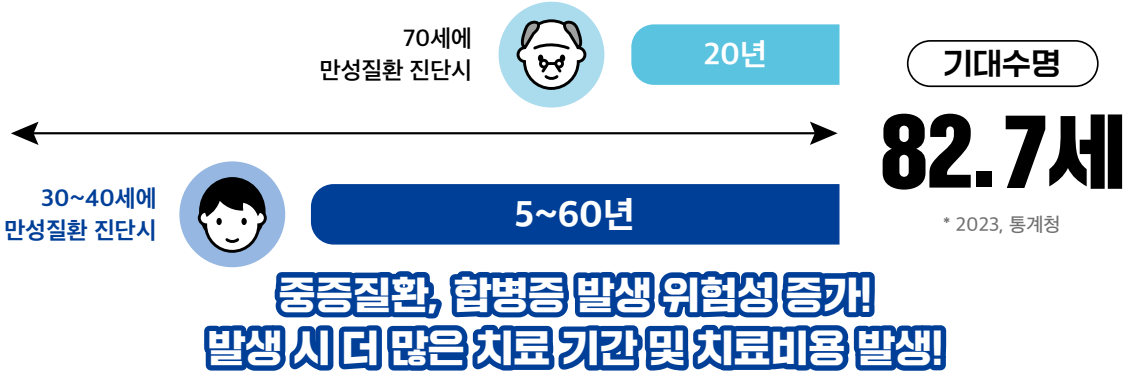 70세에
만성질환 진단시
20년
기대수명
82.7세
30~40세에
만성질환 진단시
5~60년
* 2023, 통계청
중증질환, 합병증 발생 위험성 증가!
발생 시 더 많은 치료 기간 및 치료비용 발생!